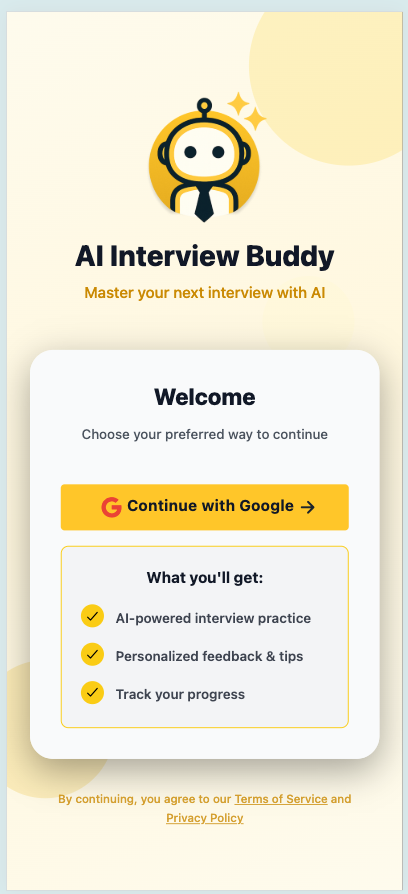 AI Interview Buddy
Master your next interview with AI
Welcome
Choose your preferred way to continue
Continue with Google →
What you'll get:
AI-powered interview practice
Personalized feedback & tips
Track your progress
By continuing, you agree to our Terms of Service and
Privacy Policy